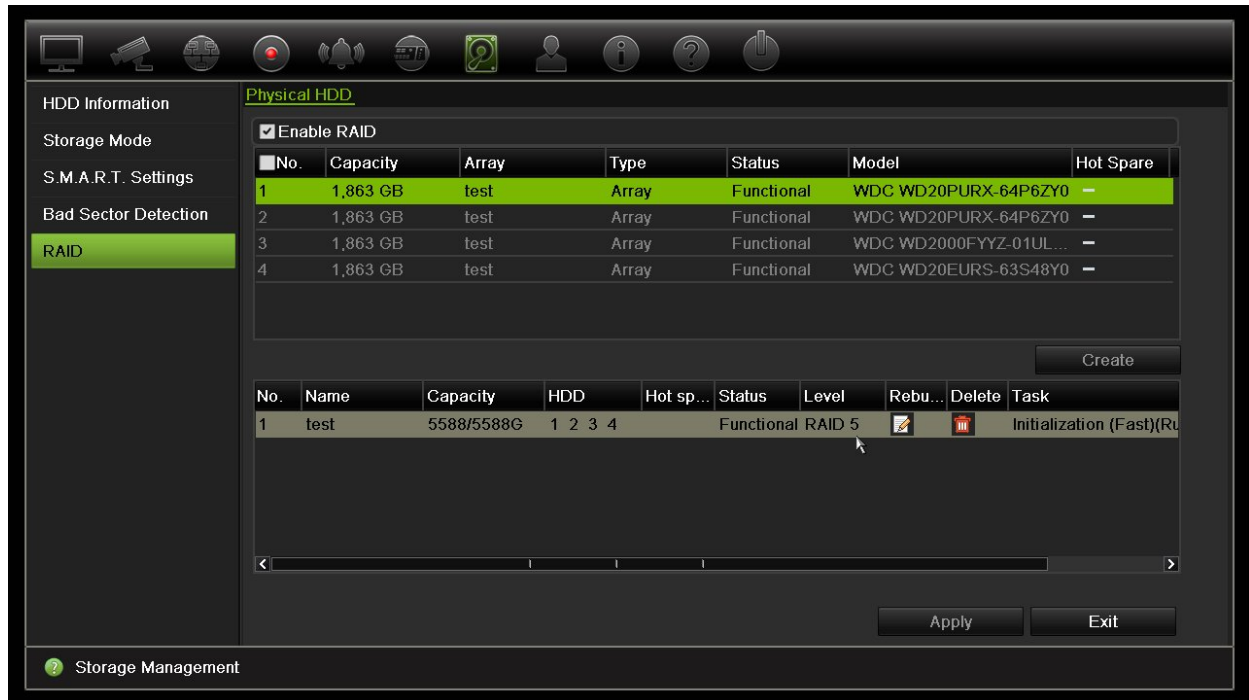 Physical HDD
HDD Information
Storage Mode
S.M.A.R.T. Settings
Bad Sector Detection
RAID
Enable RAID
No. Capacity Array Type Status Model Hot Spare
1 1,863 GB test Array Functional WDC WD20PURX-64P6ZY0 –
2 1,863 GB test Array Functional WDC WD20PURX-64P6ZY0 –
3 1,863 GB test Array Functional WDC WD2000FYYZ-01UL... –
4 1,863 GB test Array Functional WDC WD20EURS-63S48Y0 –
Create
No. Name Capacity HDD Hot sp... Status Level Rebu... Delete Task
1 test 5588/5588G 1 2 3 4 Functional RAID 5 Initialization (Fast)(Ru
Apply Exit
? Storage Management